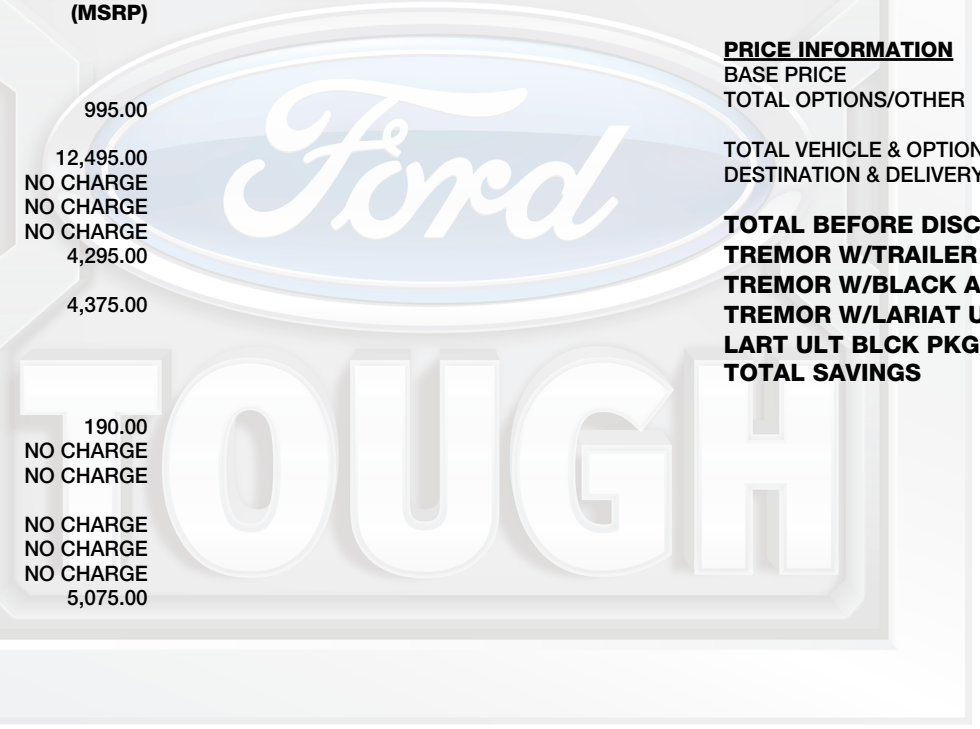 (MSRP)
995.00
12,495.00
NO CHARGE
NO CHARGE
NO CHARGE
4,295.00
4,375.00
190.00
NO CHARGE
NO CHARGE
NO CHARGE
NO CHARGE
NO CHARGE
5,075.00
PRICE INFORMATION
BASE PRICE
TOTAL OPTIONS/OTHER
TOTAL VEHICLE & OPTION
DESTINATION & DELIVERY
TOTAL BEFORE DISC
TREMOR W/TRAILER
TREMOR W/BLACK A
TREMOR W/LARIAT U
LART ULT BLCK PKG
TOTAL SAVINGS
Ford
TOUGH